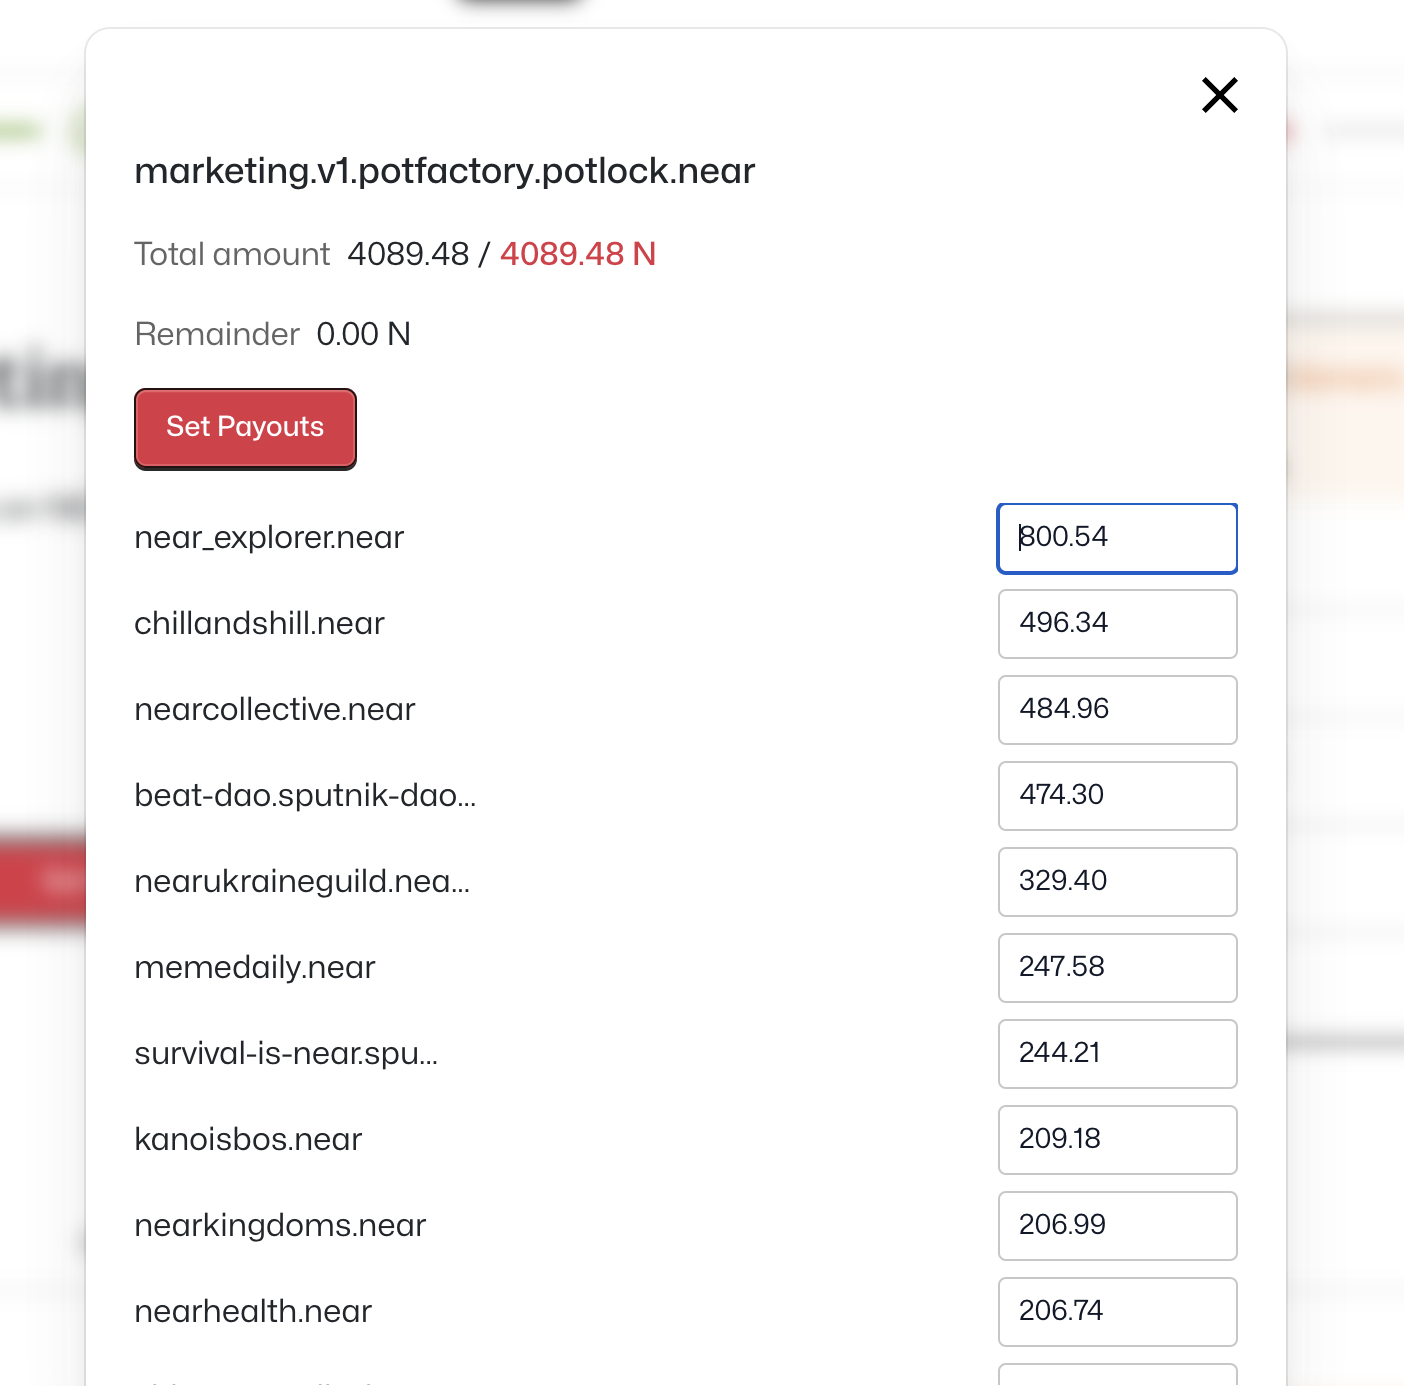 marketing.v1.potfactory.potlock.near
Total amount 4089.48 / 4089.48 N
Remainder 0.00 N
Set Payouts
near_explorer.near 800.54
chillandshill.near 496.34
nearcollective.near 484.96
beat-dao.sputnik-dao... 474.30
nearukraineguild.nea... 329.40
memedaily.near 247.58
survival-is-near.spu... 244.21
kanoisbos.near 209.18
nearkingdoms.near 206.99
nearhealth.near 206.74